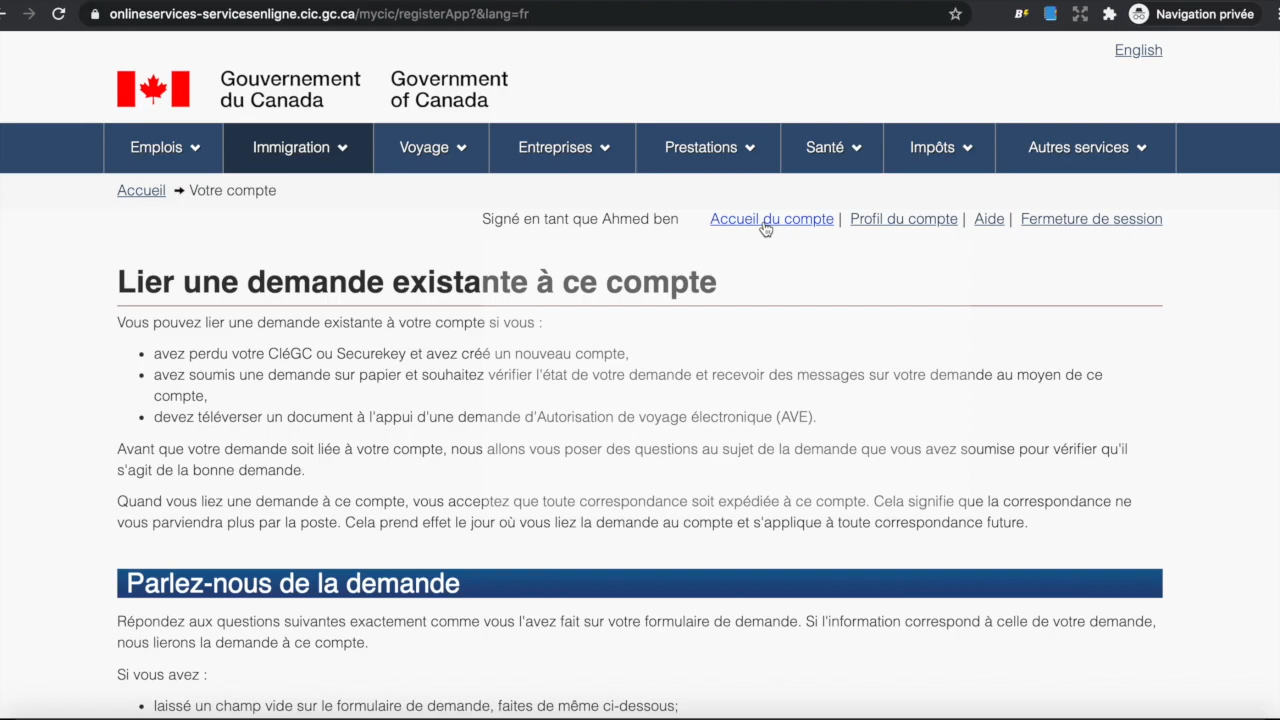 onlineservices-servicesenligne.cic.gc.ca/mycic/registerApp?&lang=fr
B
Navigation privée
English
Gouvernement du Canada
Government of Canada
Emplois Immigration Voyage Entreprises Prestations Santé Impôts Autres services
Accueil ➔ Votre compte
Signé en tant que Ahmed ben Accueil du compte | Profil du compte | Aide | Fermeture de session
Lier une demande existante à ce compte
Vous pouvez lier une demande existante à votre compte si vous :
• avez perdu votre CléGC ou Securekey et avez créé un nouveau compte,
• avez soumis une demande sur papier et souhaitez vérifier l'état de votre demande et recevoir des messages sur votre demande au moyen de ce
compte,
• devez téléverser un document à l'appui d'une demande d'Autorisation de voyage électronique (AVE).
Avant que votre demande soit liée à votre compte, nous allons vous poser des questions au sujet de la demande que vous avez soumise pour vérifier qu'il
s'agit de la bonne demande.
Quand vous liez une demande à ce compte, vous acceptez que toute correspondance soit expédiée à ce compte. Cela signifie que la correspondance ne
vous parviendra plus par la poste. Cela prend effet le jour où vous liez la demande au compte et s'applique à toute correspondance future.
Parlez-nous de la demande
Répondez aux questions suivantes exactement comme vous l'avez fait sur votre formulaire de demande. Si l'information correspond à celle de votre demande,
nous lierons la demande à ce compte.
Si vous avez :
• laissé un champ vide sur le formulaire de demande, faites de même ci-dessous;